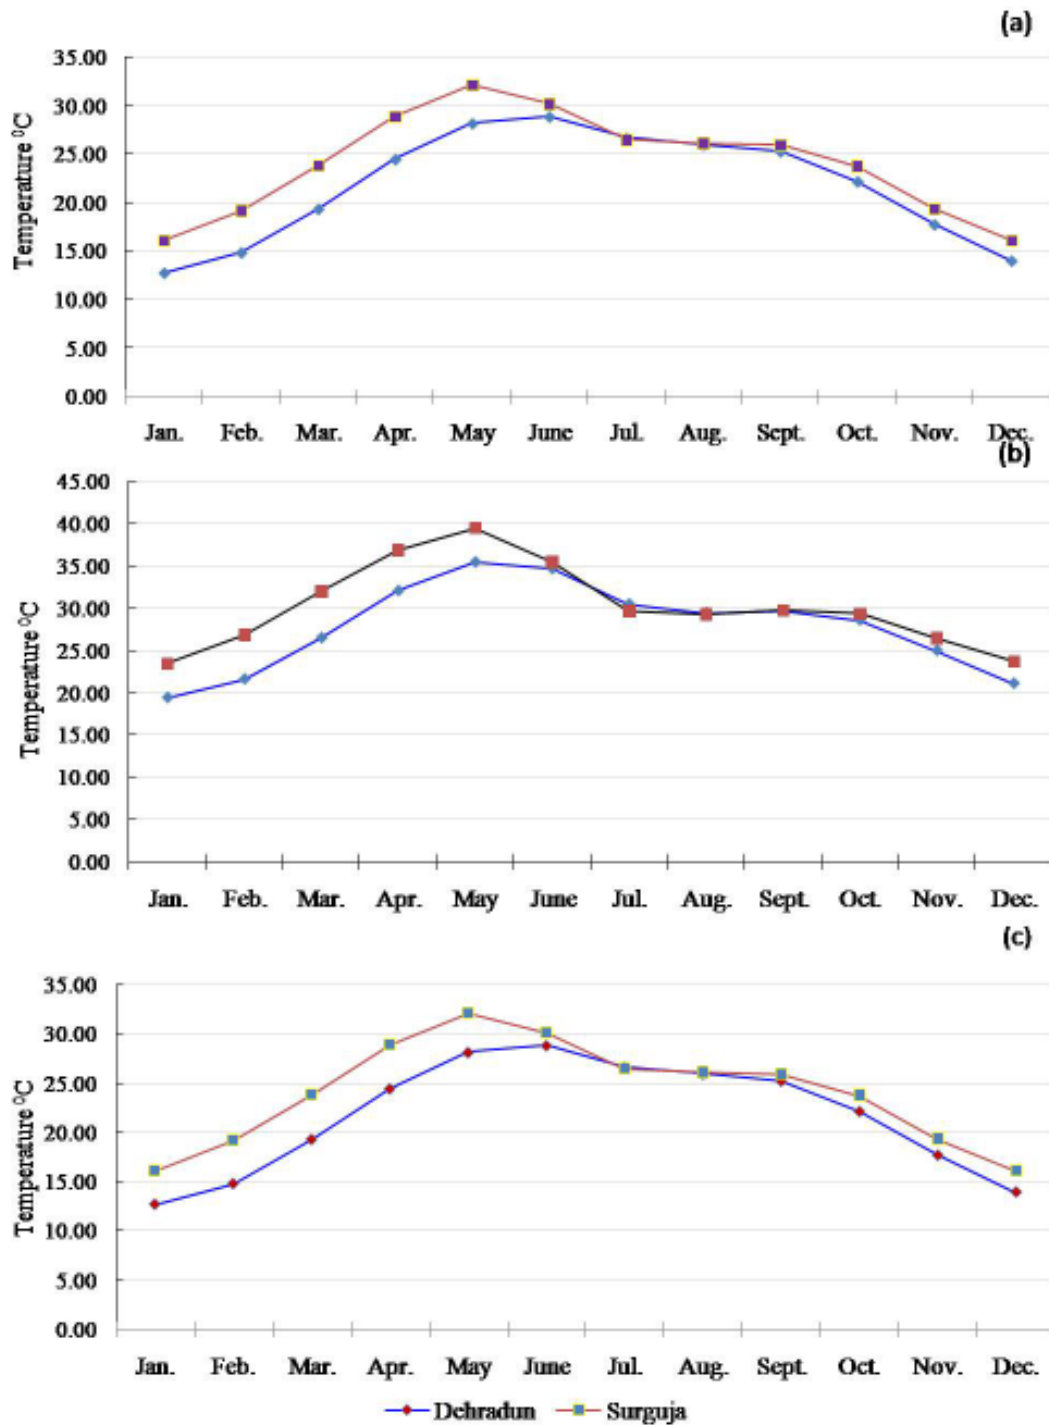 (a)
35.00
30.00
25.00
20.00
15.00
10.00
5.00
0.00
Temperature ⁰C
Jan. Feb. Mar. Apr. May June Jul. Aug. Sept. Oct. Nov. Dec.
(b)
45.00
40.00
35.00
30.00
25.00
20.00
15.00
10.00
5.00
0.00
Temperature ⁰C
Jan. Feb. Mar. Apr. May June Jul. Aug. Sept. Oct. Nov. Dec.
(c)
35.00
30.00
25.00
20.00
15.00
10.00
5.00
0.00
Temperature ⁰C
Jan. Feb. Mar. Apr. May June Jul. Aug. Sept. Oct. Nov. Dec.
Dehradun Surguja